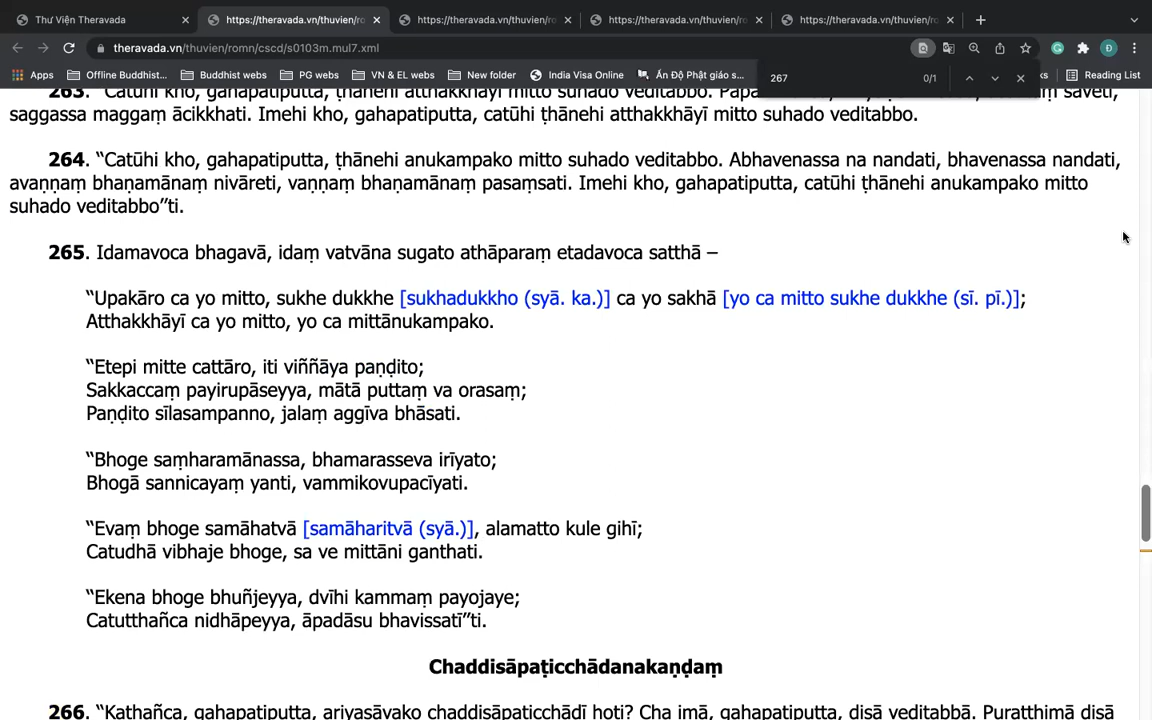 Thư Viện Theravada
https://theravada.vn/thuvien/ro
https://theravada.vn/thuvien/ro
https://theravada.vn/thuvien/ro
https://theravada.vn/thuvien/ro
theravada.vn/thuvien/romn/cscd/s0103m.mul7.xml
Apps
Offline Buddhist...
Buddhist webs
PG webs
VN & EL webs
New folder
India Visa Online
Ấn Độ Phật giáo s...
267
0/1
ks
Reading List
263. “Catūhi kho, gahapatiputta, ṭhānehi atthakkhāyī mitto suhado veditabbo.
saggassa maggaṃ ācikkhati. Imehi kho, gahapatiputta, catūhi ṭhānehi atthakkhāyī mitto suhado veditabbo.
264. “Catūhi kho, gahapatiputta, ṭhānehi anukampako mitto suhado veditabbo. Abhavenassa na nandati, bhavenassa nandati,
avaṇṇaṃ bhaṇamānaṃ nivāreti, vaṇṇaṃ bhaṇamānaṃ pasaṃsati. Imehi kho, gahapatiputta, catūhi ṭhānehi anukampako mitto
suhado veditabbo”ti.
265. Idamavoca bhagavā, idaṃ vatvāna sugato athāparaṃ etadavoca satthā –
“Upakāro ca yo mitto, sukhe dukkhe [sukhadukkho (syā. ka.)] ca yo sakhā [yo ca mitto sukhe dukkhe (sī. pī.)];
Atthakkhāyī ca yo mitto, yo ca mittānukampako.
“Etepi mitte cattāro, iti viññāya paṇḍito;
Sakkaccaṃ payirupāseyya, mātā puttaṃ va orasaṃ;
Paṇḍito sīlasampanno, jalaṃ aggīva bhāsati.
“Bhoge saṃharamānassa, bhamarasseva irīyato;
Bhogā sannicayaṃ yanti, vammikovupacīyati.
“Evaṃ bhoge samāhatvā [samāharitvā (syā.)], alamatto kule gihī;
Catudhā vibhaje bhoge, sa ve mittāni ganthati.
“Ekena bhoge bhuñjeyya, dvīhi kammaṃ payojaye;
Catutthañca nidhāpeyya, āpadāsu bhavissatī”ti.
Chaddisāpaṭicchādanakaṇḍaṃ
266. “Kathañca, gahapatiputta, ariyasāvako chaddisāpaṭicchādī hoti? Cha imā, gahapatiputta, disā veditabbā. Puratthimā disā